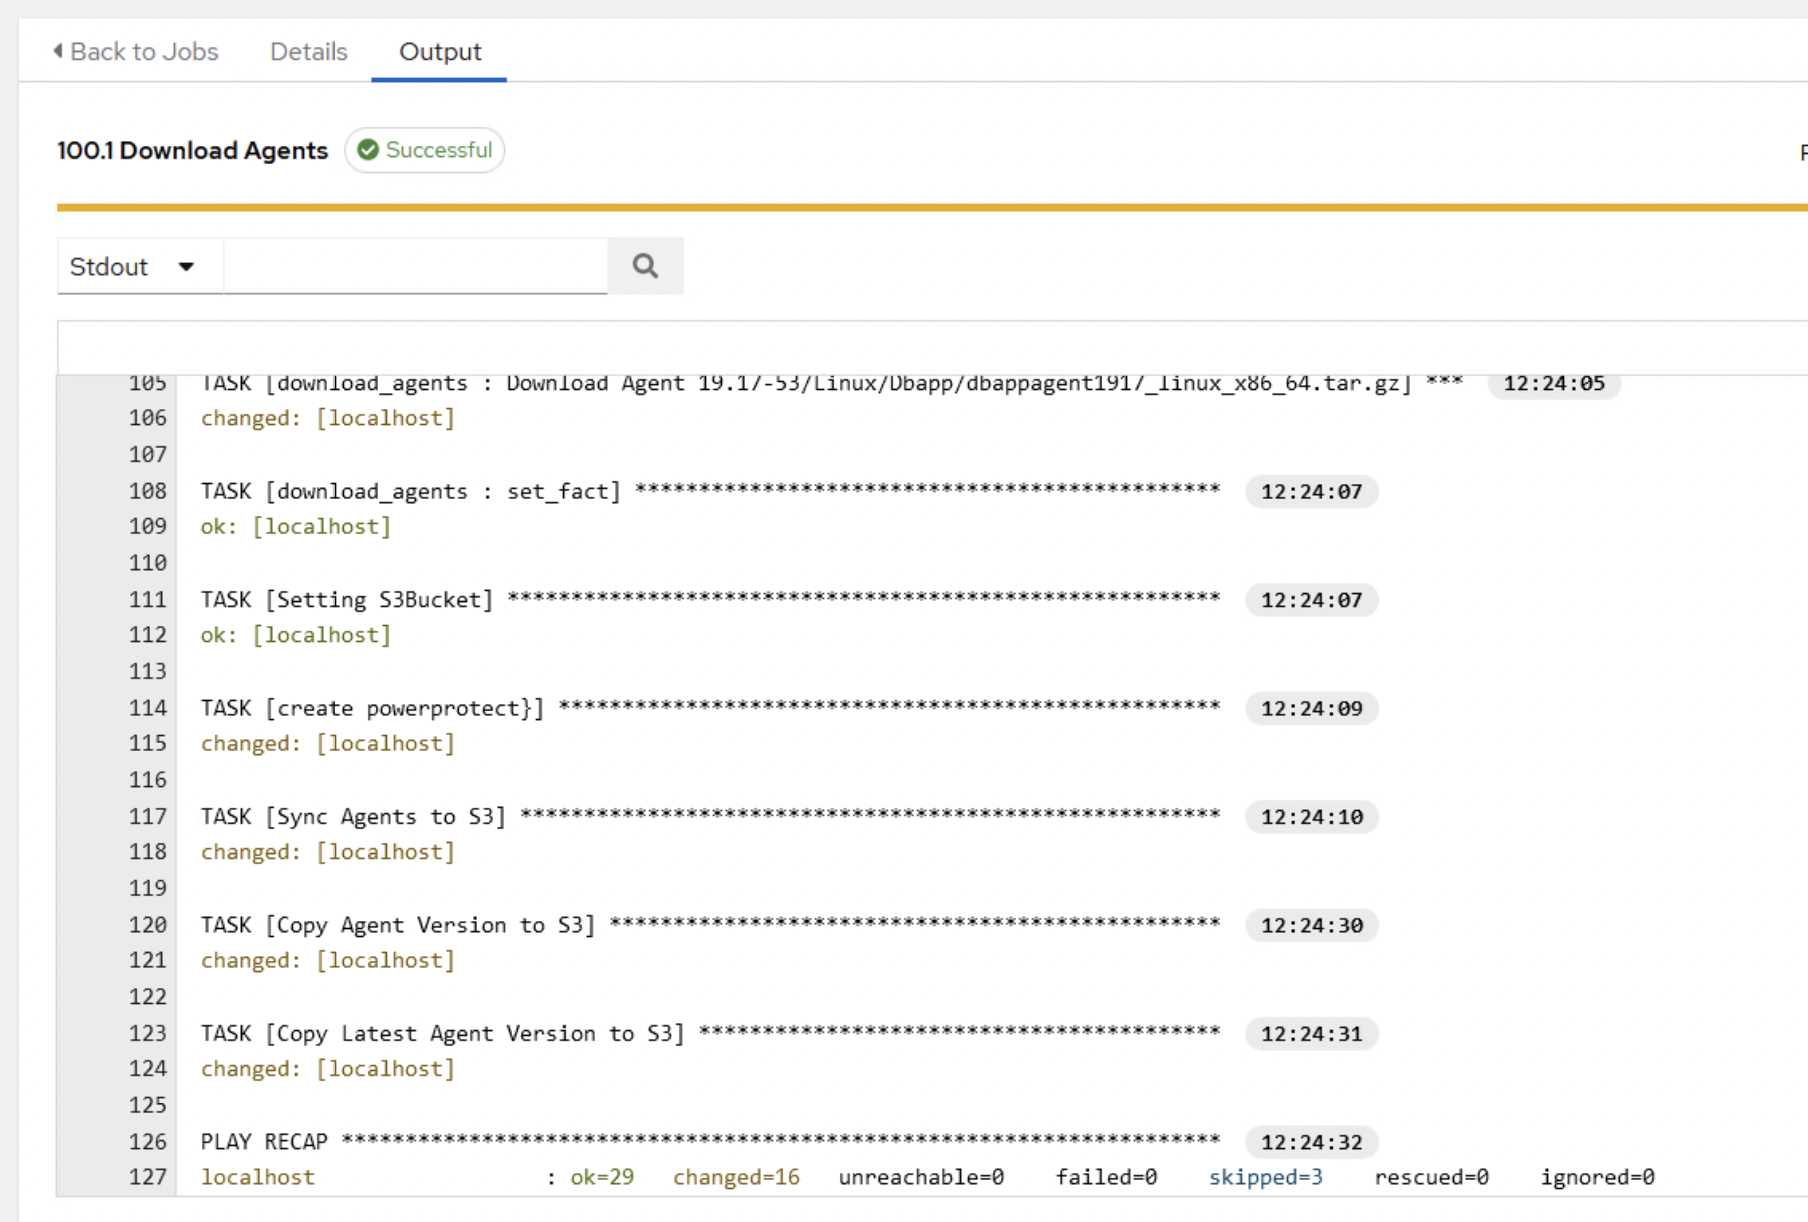 Back to Jobs Details Output
100.1 Download Agents Successful
Stdout
105 TASK [download_agents : Download Agent 19.17-53/Linux/Dbapp/dbappagent1917_linux_x86_64.tar.gz] *** 12:24:05
106 changed: [localhost]
107
108 TASK [download_agents : set_fact] ********************************************** 12:24:07
109 ok: [localhost]
110
111 TASK [Setting S3Bucket] ******************************************************** 12:24:07
112 ok: [localhost]
113
114 TASK [create powerprotect}] **************************************************** 12:24:09
115 changed: [localhost]
116
117 TASK [Sync Agents to S3] ******************************************************* 12:24:10
118 changed: [localhost]
119
120 TASK [Copy Agent Version to S3] ************************************************ 12:24:30
121 changed: [localhost]
122
123 TASK [Copy Latest Agent Version to S3] ***************************************** 12:24:31
124 changed: [localhost]
125
126 PLAY RECAP ********************************************************************* 12:24:32
127 localhost : ok=29 changed=16 unreachable=0 failed=0 skipped=3 rescued=0 ignored=0